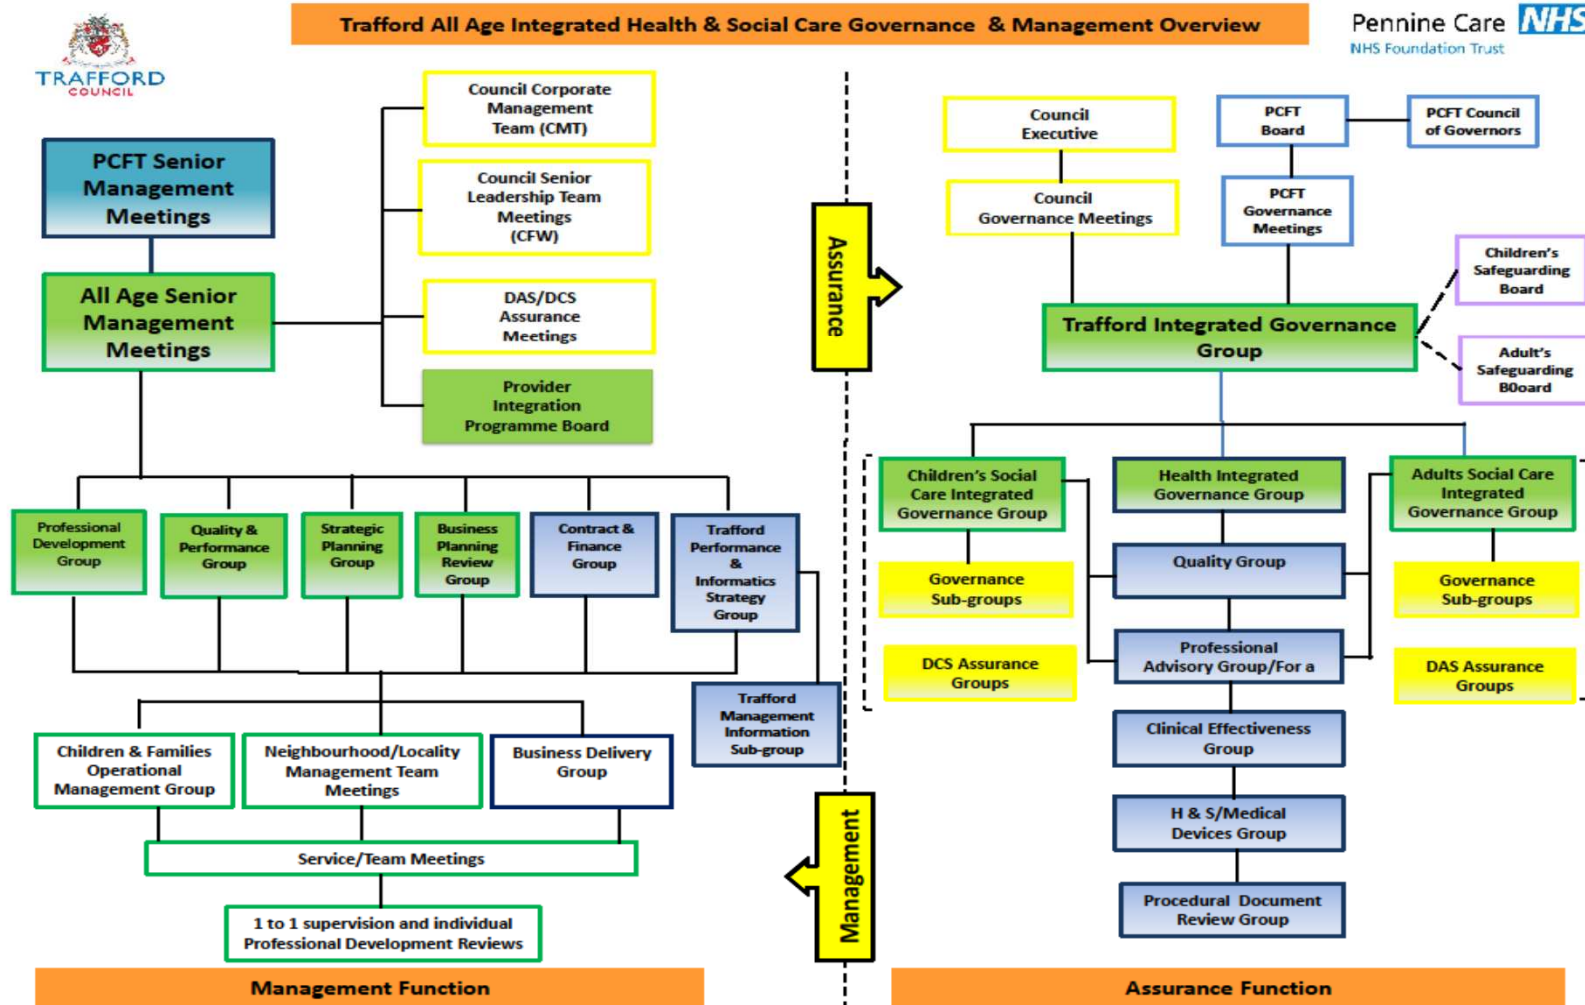 Trafford All Age Integrated Health & Social Care Governance & Management Overview
TRAFFORD
COUNCIL
Pennine Care NHS
NHS Foundation Trust
PCFT Senior
Management
Meetings
All Age Senior
Management
Meetings
Council Corporate
Management
Team (CMT)
Council Senior
Leadership Team
Meetings
(CFW)
DAS/DCS
Assurance
Meetings
Provider
Integration
Programme Board
Professional
Development
Group
Quality &
Performance
Group
Strategic
Planning
Group
Business
Planning
Review
Group
Contract &
Finance
Group
Trafford
Performance
&
Informatics
Strategy
Group
Trafford
Management
Information
Sub-group
Children & Families
Operational
Management Group
Neighbourhood/Locality
Management Team
Meetings
Business Delivery
Group
Service/Team Meetings
1 to 1 supervision and individual
Professional Development Reviews
Management Function
Assurance
Management
Council
Executive
Council
Governance Meetings
PCFT
Board
PCFT Council
of Governors
PCFT
Governance
Meetings
Children's
Safeguarding
Board
Trafford Integrated Governance
Group
Adult's
Safeguarding
B0oard
Children's Social
Care Integrated
Governance Group
Health Integrated
Governance Group
Adults Social Care
Integrated
Governance Group
Governance
Sub-groups
DCS Assurance
Groups
Quality Group
Professional
Advisory Group/For a
Clinical Effectiveness
Group
H & S/Medical
Devices Group
Procedural Document
Review Group
Governance
Sub-groups
DAS Assurance
Groups
Assurance Function